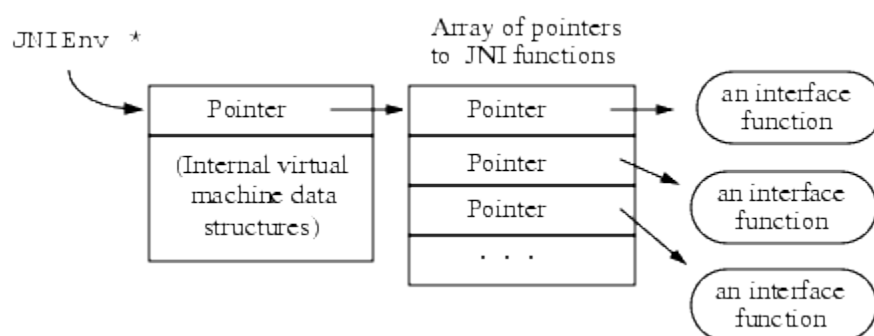 JNIEnv *
Array of pointers
to JNI functions
Pointer
(Internal virtual
machine data
structures)
Pointer
Pointer
Pointer
. . .
an interface
function
an interface
function
an interface
function